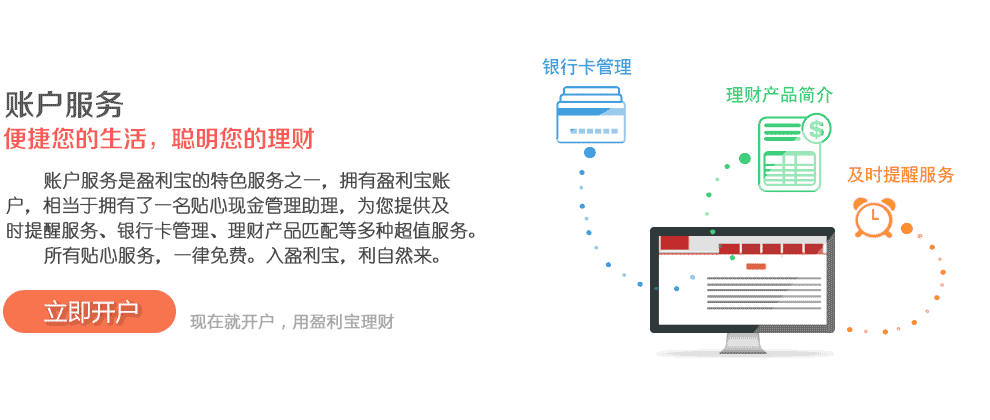 账户服务
便捷您的生活，聪明您的理财
账户服务是盈利宝的特色服务之一，拥有盈利宝账
户，相当于拥有了一名贴心现金管理助理，为您提供及
时提醒服务、银行卡管理、理财产品匹配等多种超值服务。
所有贴心服务，一律免费。入盈利宝，利自然来。
立即开户
现在就开户，用盈利宝理财
银行卡管理
理财产品简介
$
及时提醒服务